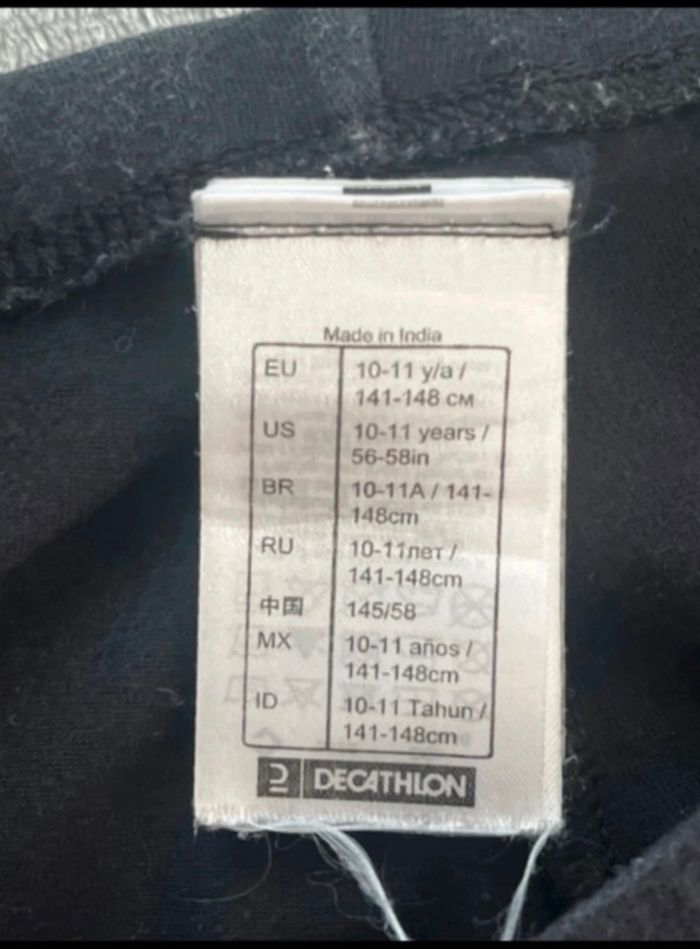 Made in India
EU 10-11 y/a /
141-148 см
US 10-11 years /
56-58in
BR 10-11A / 141-
148cm
RU 10-11лет /
141-148cm
中国 145/58
MX 10-11 años /
141-148cm
ID 10-11 Tahun /
141-148cm
DECATHLON